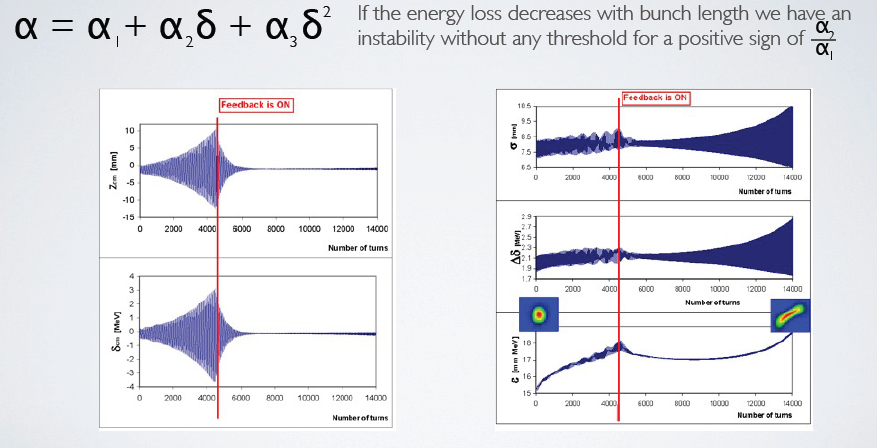 α = α₁ + α₂δ + α₃δ²
If the energy loss decreases with bunch length we have an
instability without any threshold for a positive sign of α₂/α₁
Feedback is ON
Zcm [mm]
10
5
0
-5
-10
-15
0 2000 4000 6000 8000 10000 12000 14000
Number of turns
δcm [MeV]
4
3
2
1
0
-1
-2
-3
-4
0 2000 4000 6000 8000 10000 12000 14000
Number of turns
Feedback is ON
σ [mm]
10.5
9.5
8.5
7.5
6.5
0 2000 4000 6000 8000 10000 12000 14000
Number of turns
Δδ [MeV]
2.9
2.7
2.5
2.3
2.1
1.9
1.7
0 2000 4000 6000 8000 10000 12000 14000
Number of turns
ε [mm MeV]
18
17
16
15
0 2000 4000 6000 8000 10000 12000 14000
Number of turns